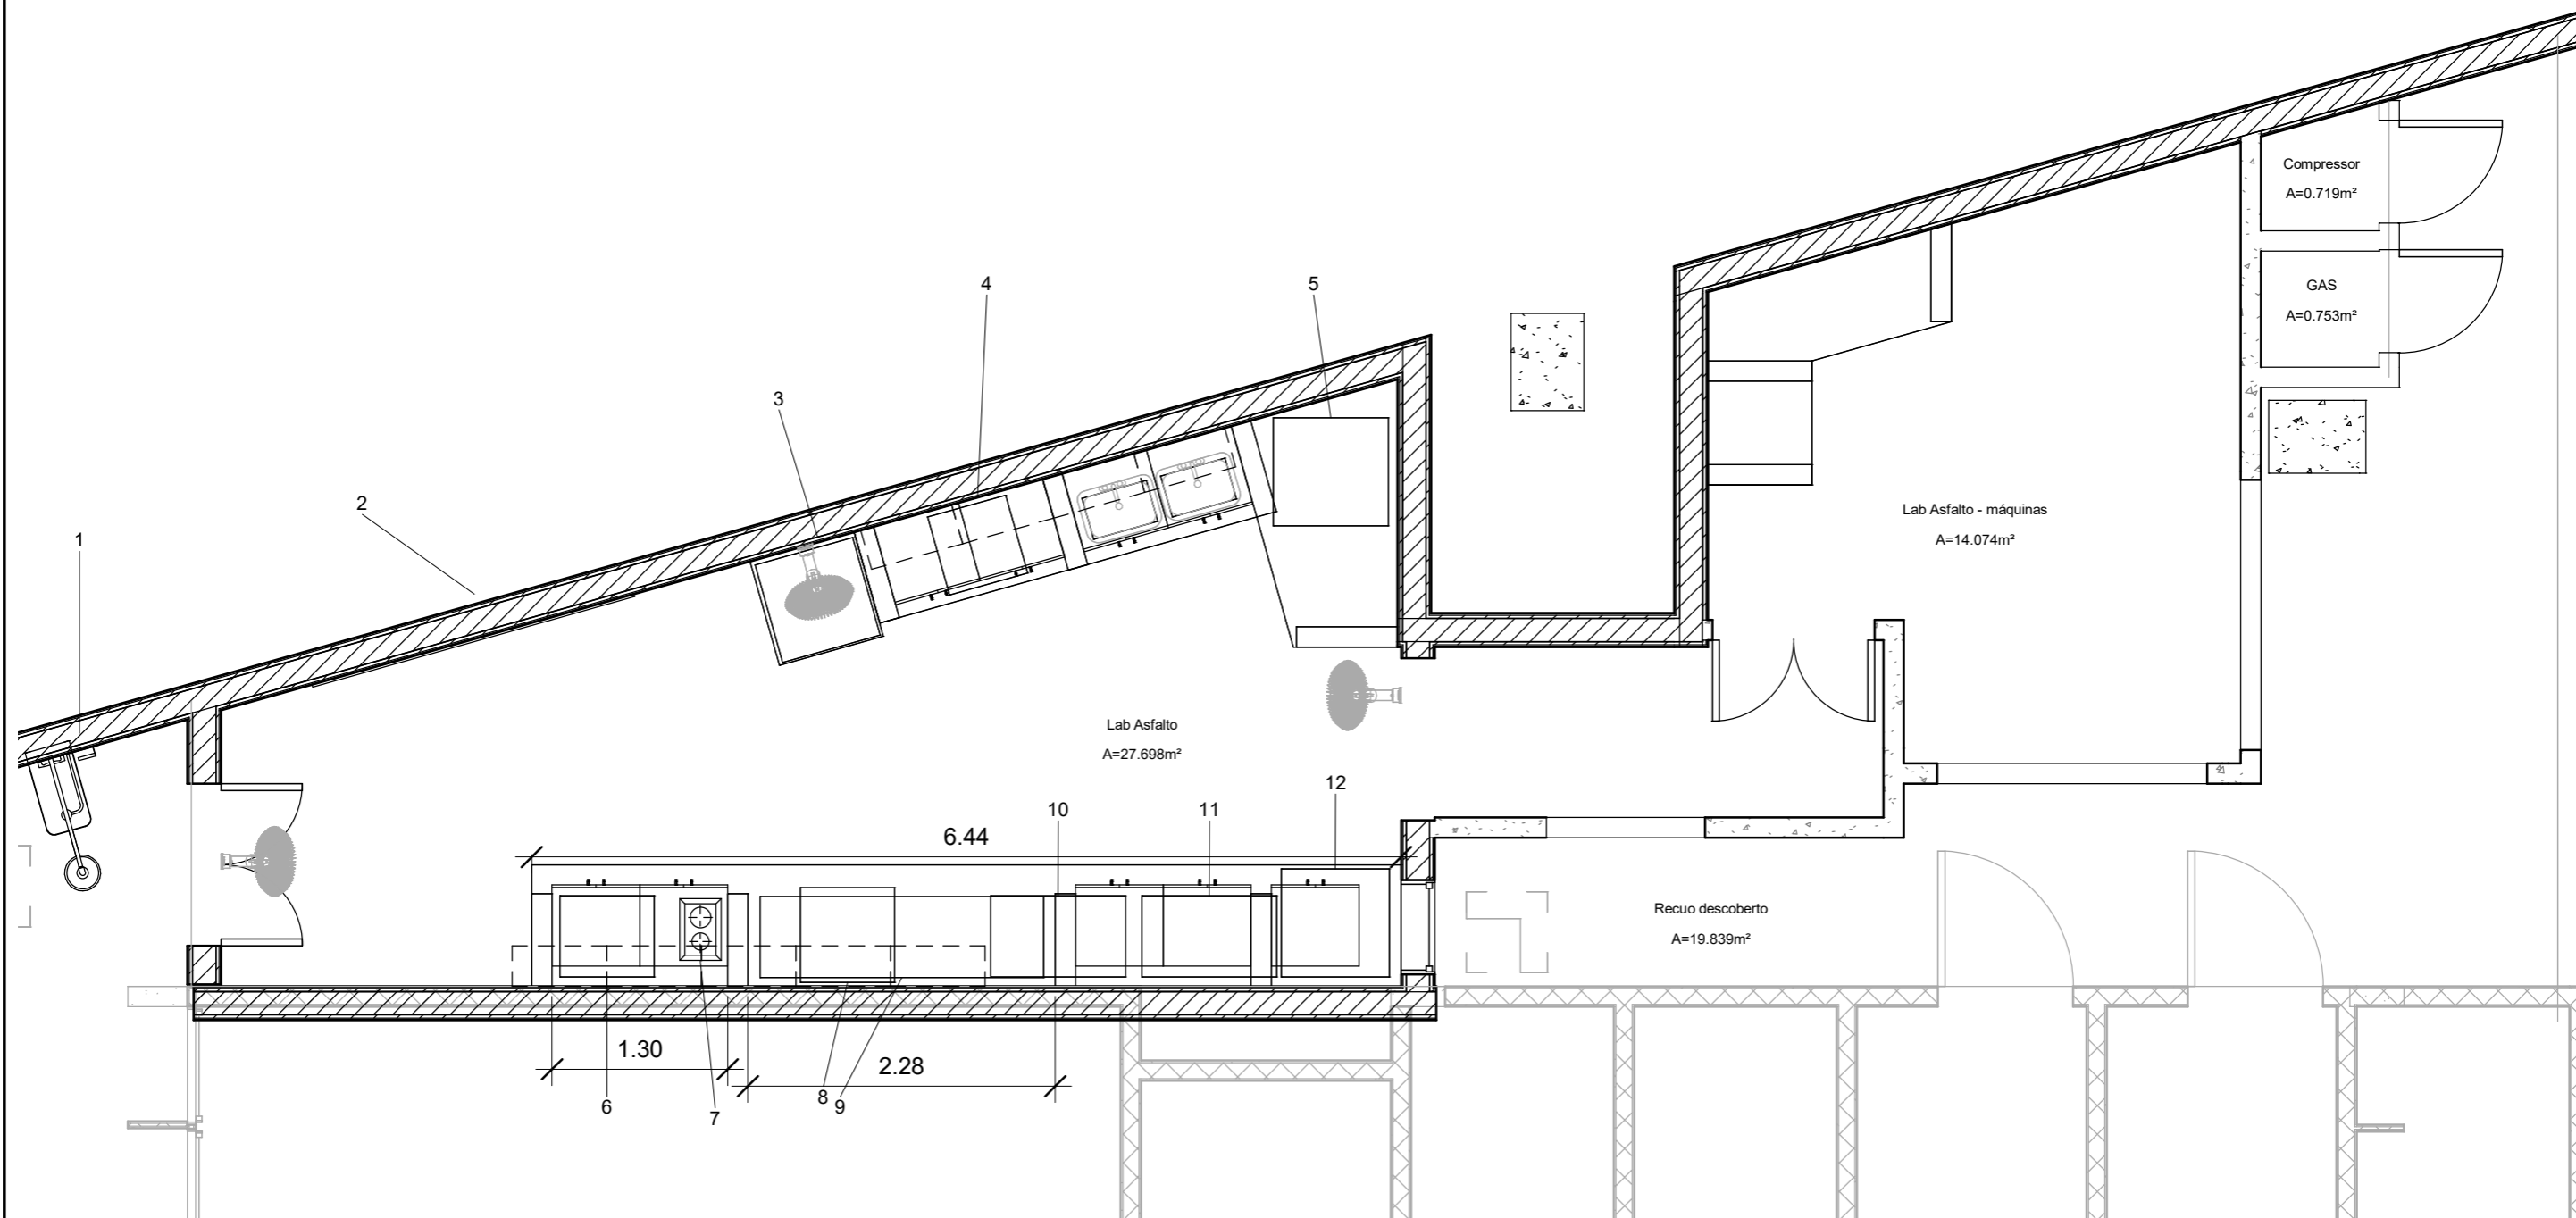 Compressor
A=0.719m²
GAS
A=0.753m²
4
5
3
2
1
Lab Asfalto - máquinas
A=14.074m²
Lab Asfalto
A=27.698m²
12
10
11
6.44
Recuo descoberto
A=19.839m²
1.30
2.28
6
7
8
9